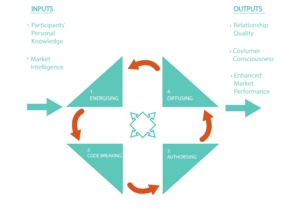 INPUTS
• Participants'
Personal
Knowledge
• Market
Intelligence
OUTPUTS
• Relationship
Quality
• Costumer
Consciousness
• Enhanced
Market
Performance
1.
ENERGISING
4.
DIFFUSING
2.
CODE BREAKING
3.
AUTHORISING